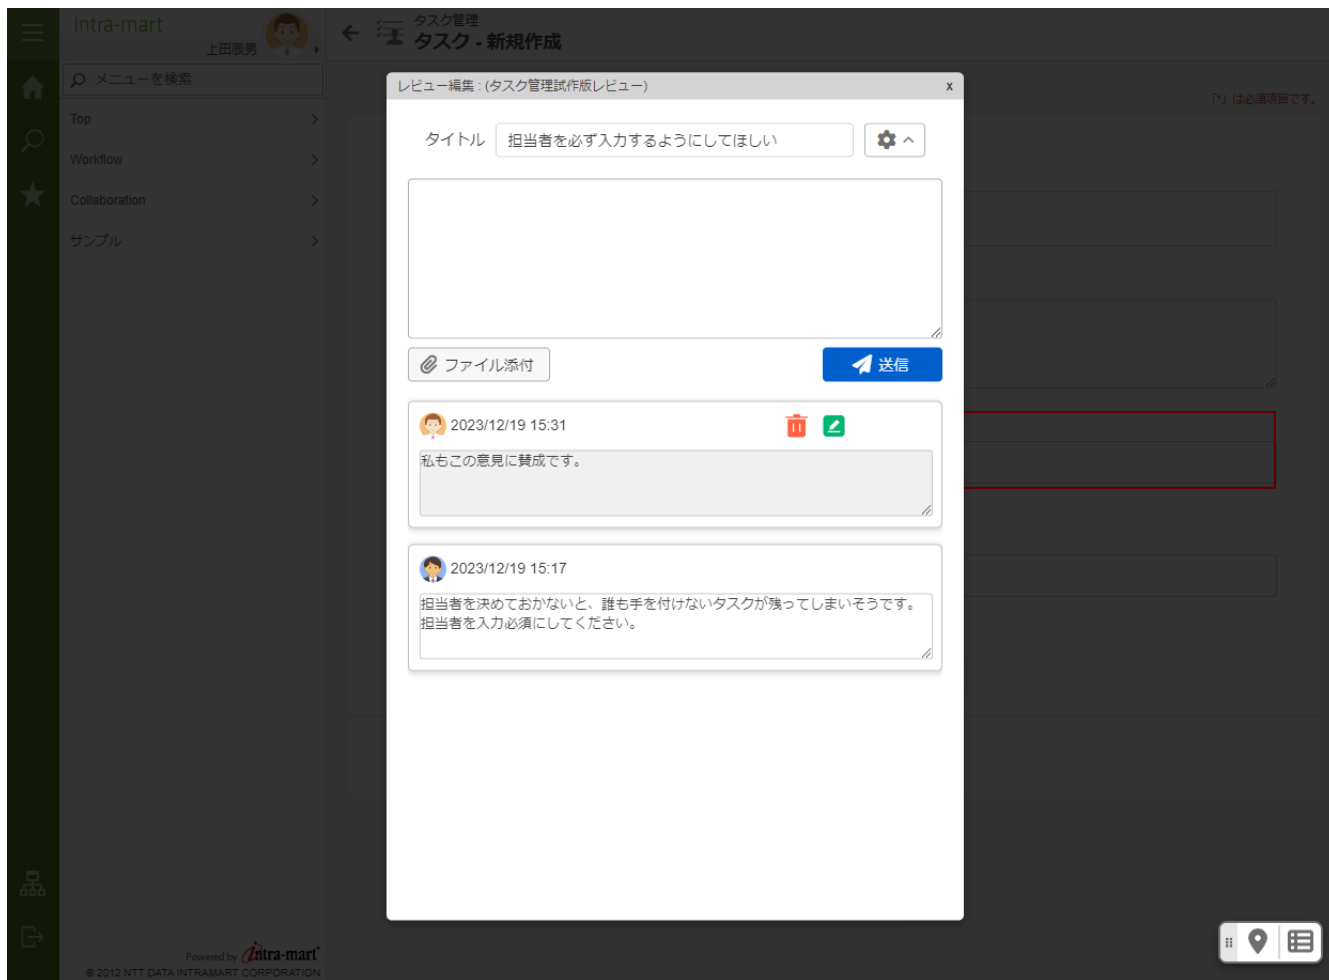 intra-mart
上田辰男
タスク管理
タスク - 新規作成
メニューを検索
「*」は必須項目です。
Top
Workflow
Collaboration
サンプル
レビュー編集 : (タスク管理試作版レビュー)
x
タイトル
担当者を必ず入力するようにしてほしい
ファイル添付
送信
2023/12/19 15:31
私もこの意見に賛成です。
2023/12/19 15:17
担当者を決めておかないと、誰も手を付けないタスクが残ってしまいそうです。
担当者を入力必須にしてください。
Powered by intra-mart
© 2012 NTT DATA INTRAMART CORPORATION